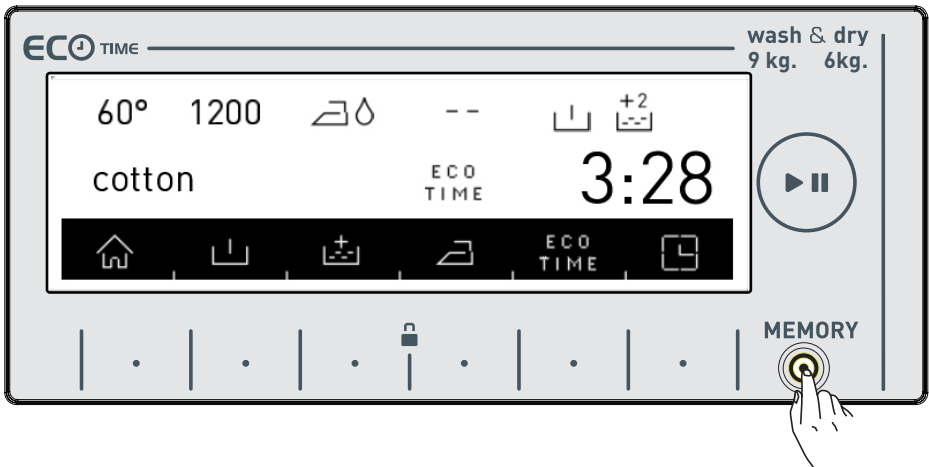 ECO TIME
wash & dry
9 kg. 6kg.
60° 1200 -- +2
cotton
ECO
TIME
3:28
ECO
TIME
MEMORY